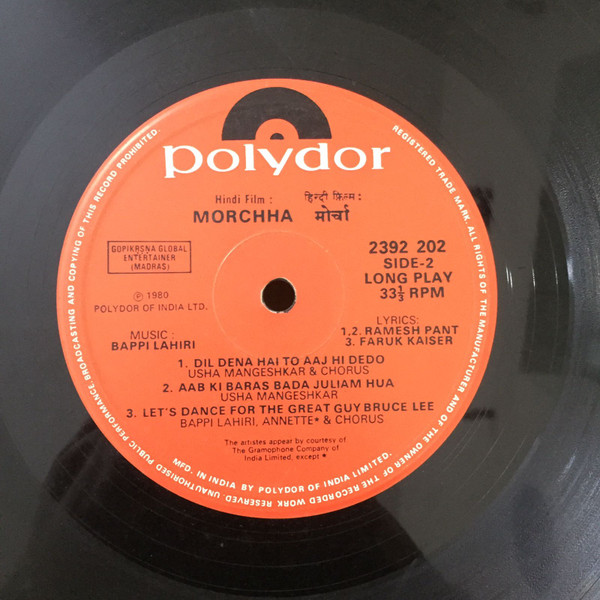 polydor
Hindi Film : हिन्दी फ़िल्म :
MORCHHA मोर्चा
GOPIKRSNA GLOBAL
ENTERTAINER
(MADRAS)
2392 202
SIDE-2
LONG PLAY
33⅓ RPM
℗ 1980
POLYDOR OF INDIA LTD.
MUSIC :
BAPPI LAHIRI
LYRICS:
1.2. RAMESH PANT
3. FARUK KAISER
1. DIL DENA HAI TO AAJ HI DEDO
USHA MANGESHKAR & CHORUS
2. AAB KI BARAS BADA JULIAM HUA
USHA MANGESHKAR
3. LET'S DANCE FOR THE GREAT GUY BRUCE LEE
BAPPI LAHIRI, ANNETTE* & CHORUS
The artistes appear by courtesy of
The Gramophone Company of
India Limited, except *
MFD. IN INDIA BY POLYDOR OF INDIA LIMITED.
REGISTERED TRADE MARK. ALL RIGHTS OF THE MANUFACTURER AND OF THE OWNER OF THE RECORDED WORK RESERVED. UNAUTHORISED PUBLIC PERFORMANCE, BROADCASTING AND COPYING OF THIS RECORD PROHIBITED.